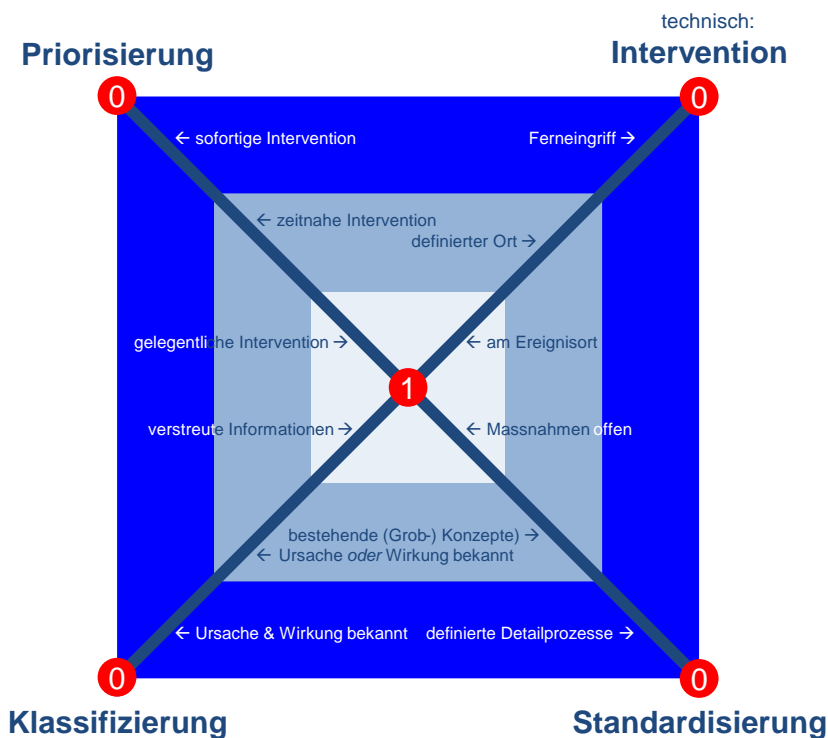 technisch:
Priorisierung
Intervention
0
0
← sofortige Intervention
Ferneingriff →
← zeitnahe Intervention
definierter Ort →
gelegentliche Intervention →
← am Ereignisort
1
verstreute Informationen →
← Massnahmen offen
bestehende (Grob-) Konzepte) →
← Ursache oder Wirkung bekannt
← Ursache & Wirkung bekannt
definierte Detailprozesse →
0
0
Klassifizierung
Standardisierung